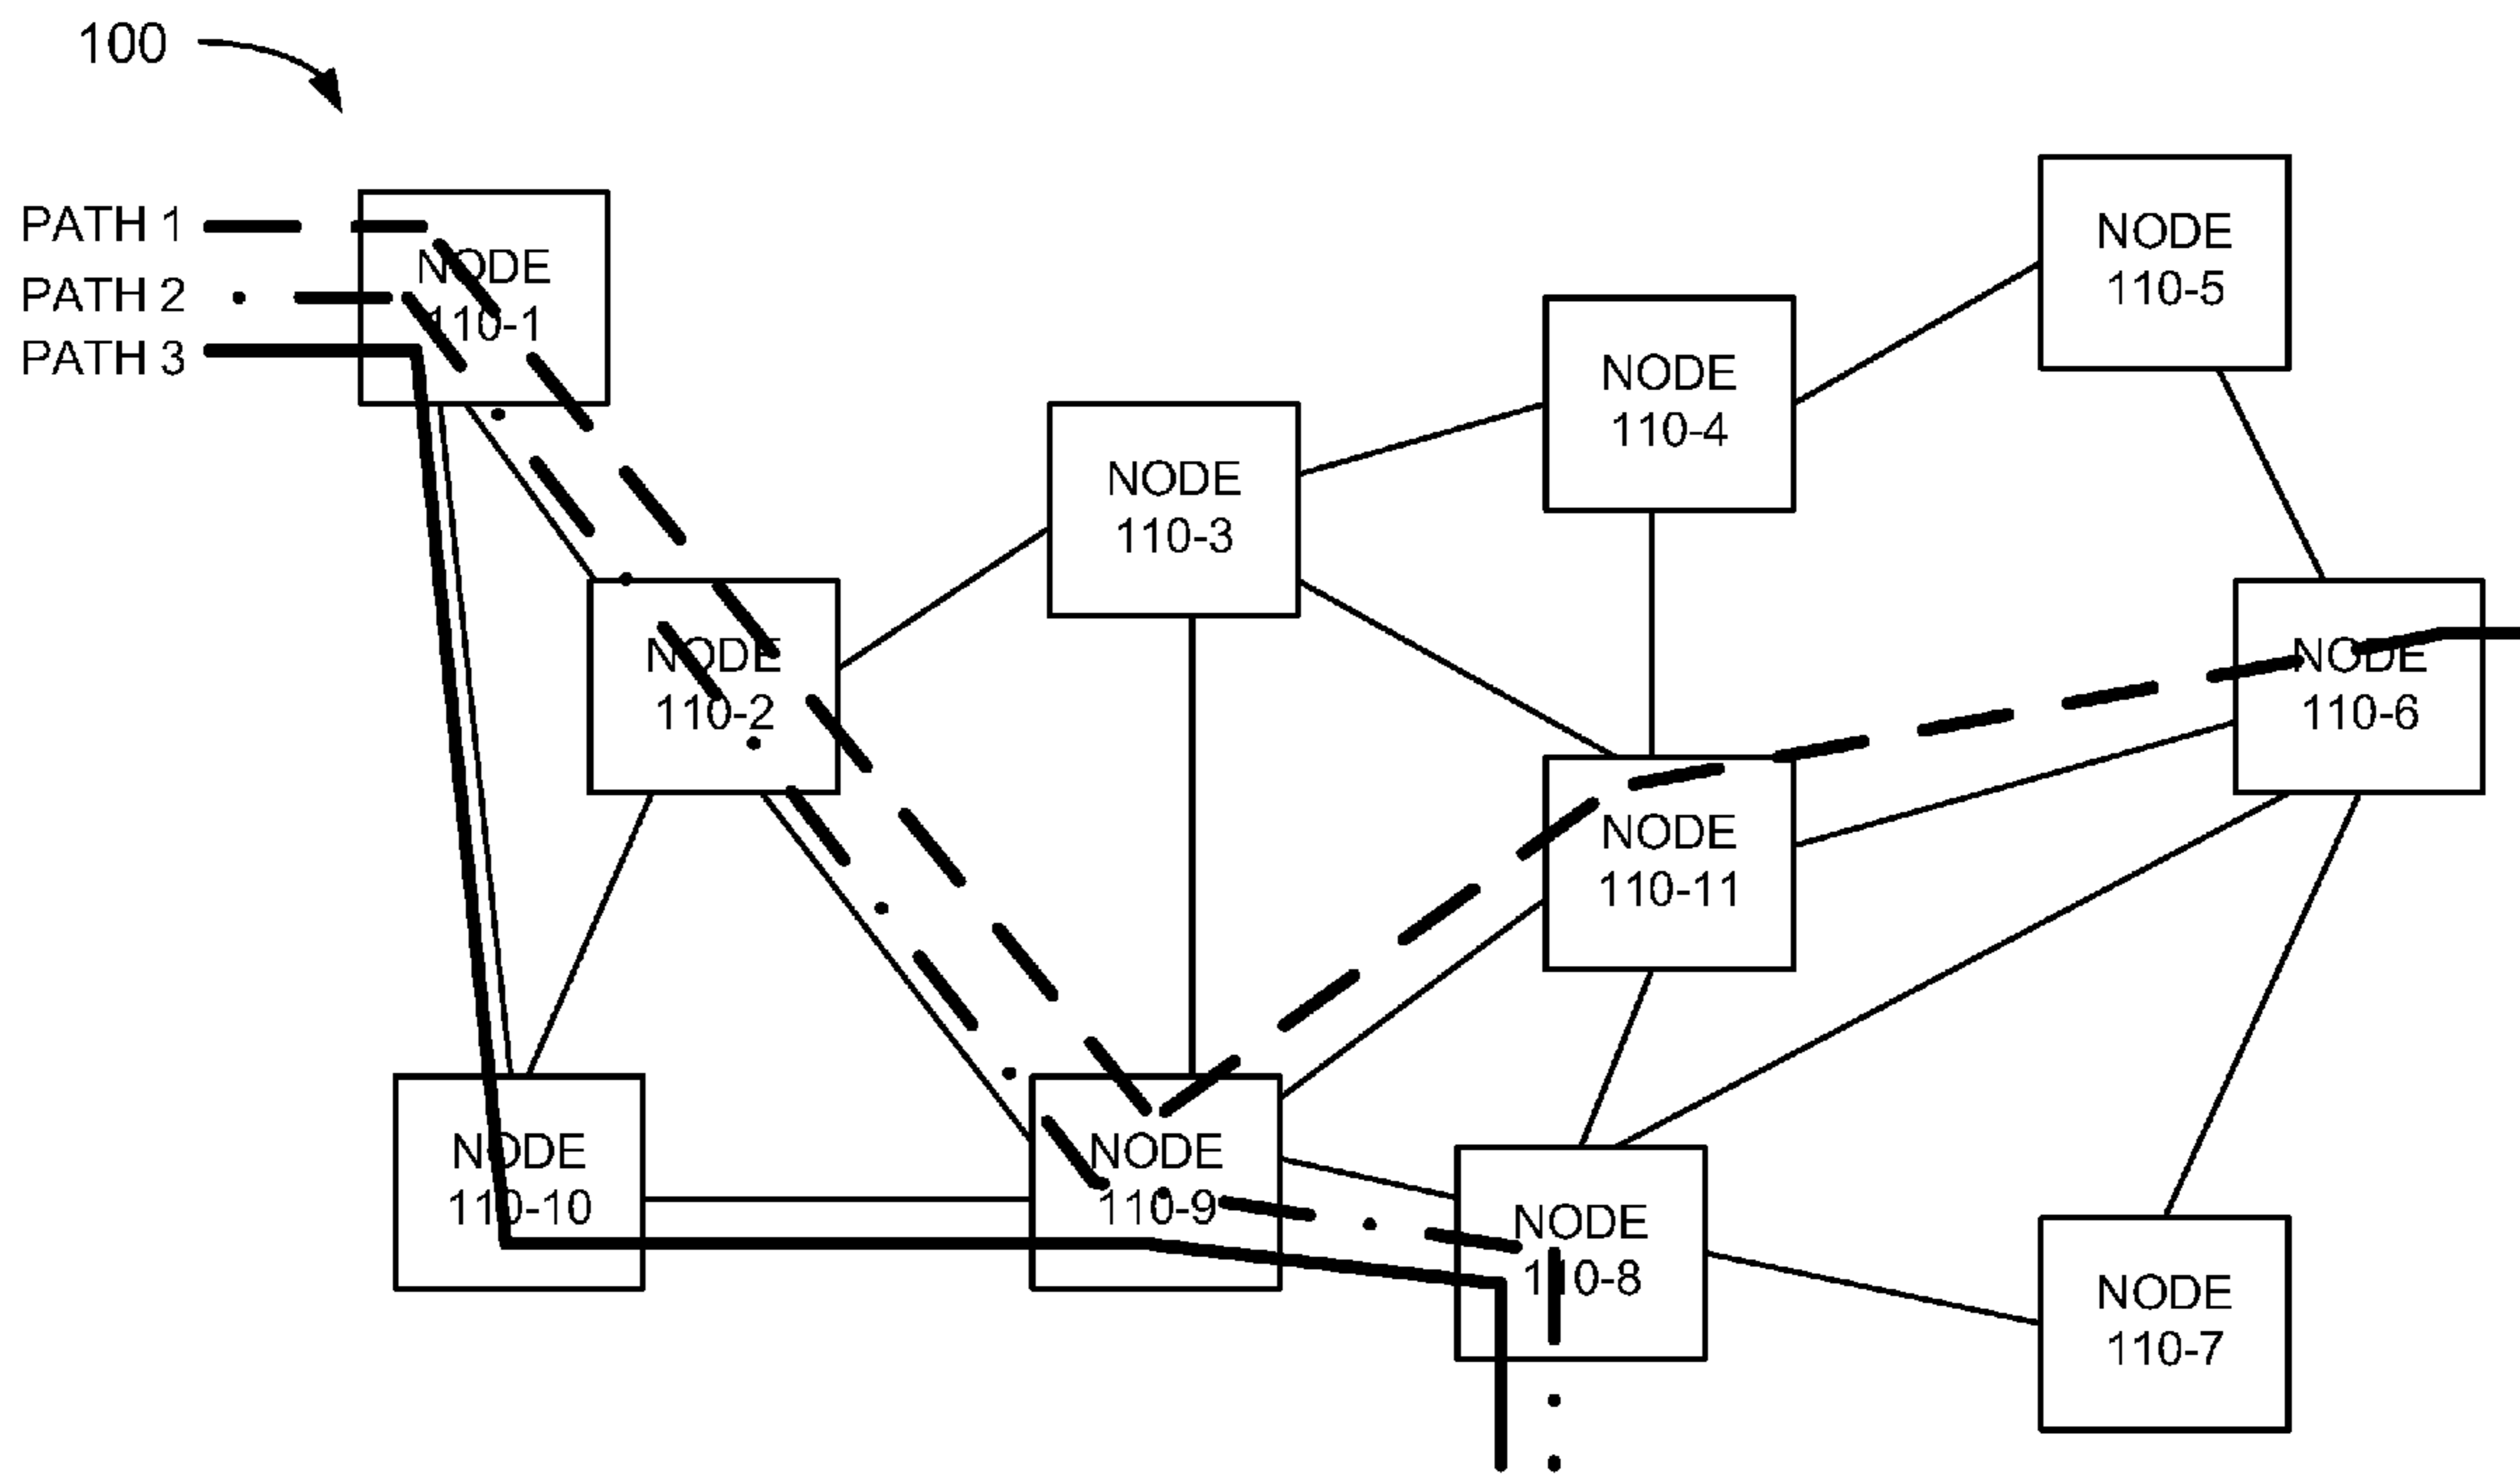 100
PATH 1
PATH 2
PATH 3
NODE
110-1
NODE
110-5
NODE
110-4
NODE
110-3
NODE
110-2
NODE
110-6
NODE
110-11
NODE
110-10
NODE
110-9
NODE
110-8
NODE
110-7